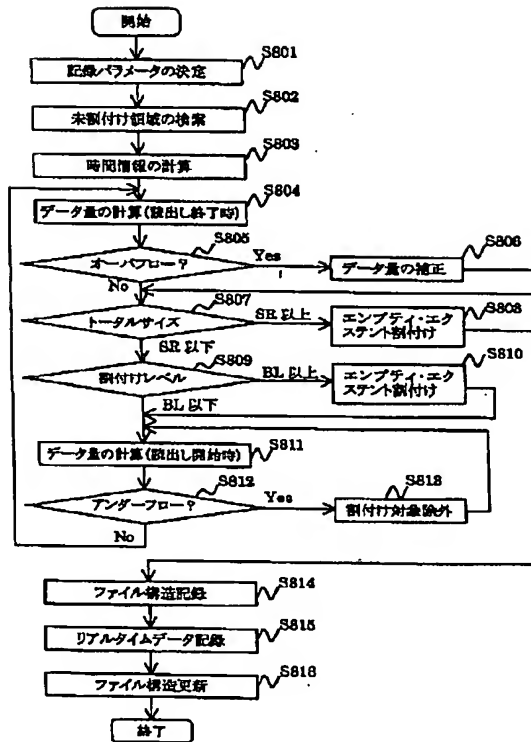 開始
S801
記録パラメータの決定
S802
未割付け領域の検索
S803
時間情報の計算
S804
データ量の計算(読出し終了時)
S805
オーバフロー?
Yes
S806
データ量の補正
No
S807
トータルサイズ
SR以上
S808
エンプティ・エク
ステント割付け
SR以下
S809
割付けレベル
BL以上
S810
エンプティ・エク
ステント割付け
BL以下
S811
データ量の計算(読出し開始時)
S812
アンダーフロー?
Yes
S813
割付け対象除外
No
S814
ファイル構造記録
S815
リアルタイムデータ記録
S816
ファイル構造更新
終了